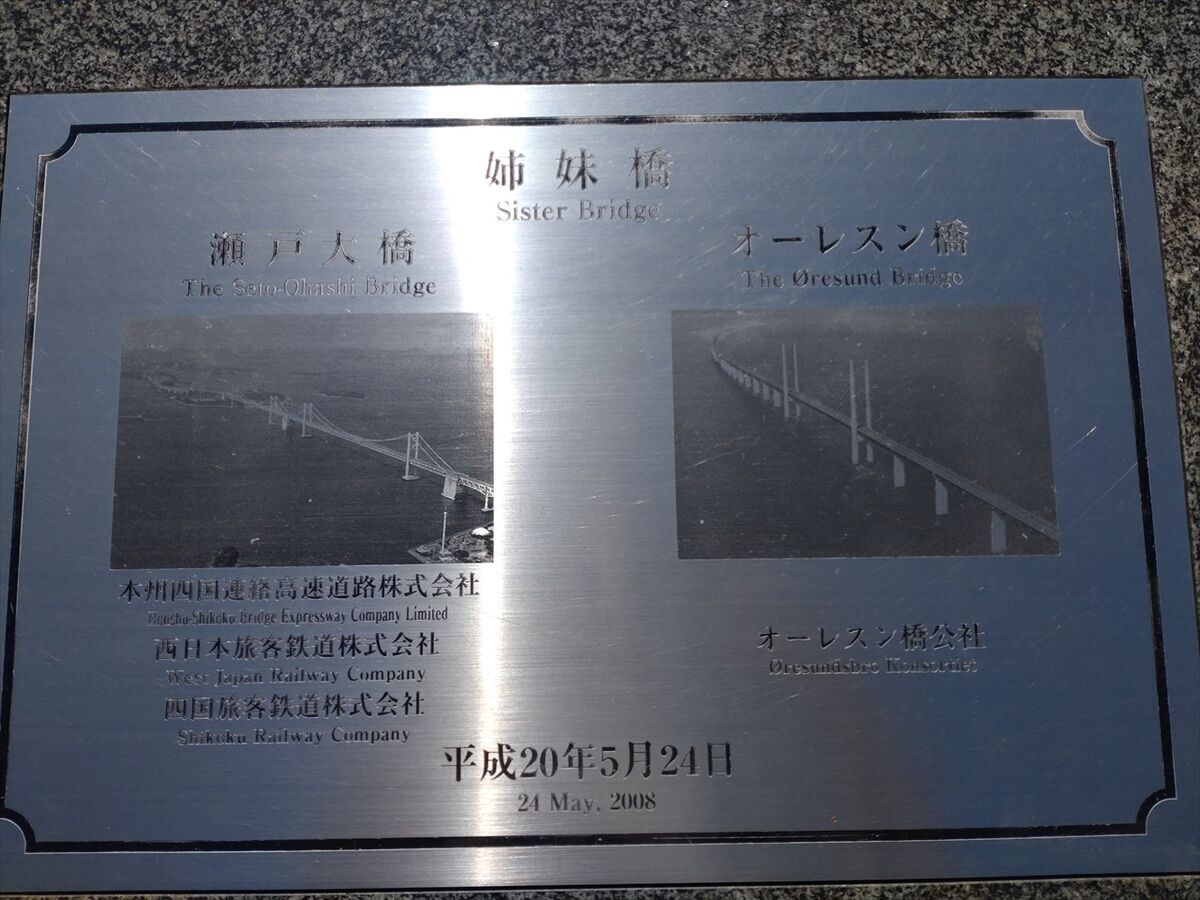 姉妹橋
Sister Bridge
瀬戸大橋
The Seto-Ohashi Bridge
オーレスン橋
The Øresund Bridge
本州四国連絡高速道路株式会社
Honshu-Shikoku Bridge Expressway Company Limited
西日本旅客鉄道株式会社
West Japan Railway Company
四国旅客鉄道株式会社
Shikoku Railway Company
オーレスン橋公社
Øresundsbro Konsortiet
平成20年5月24日
24 May, 2008